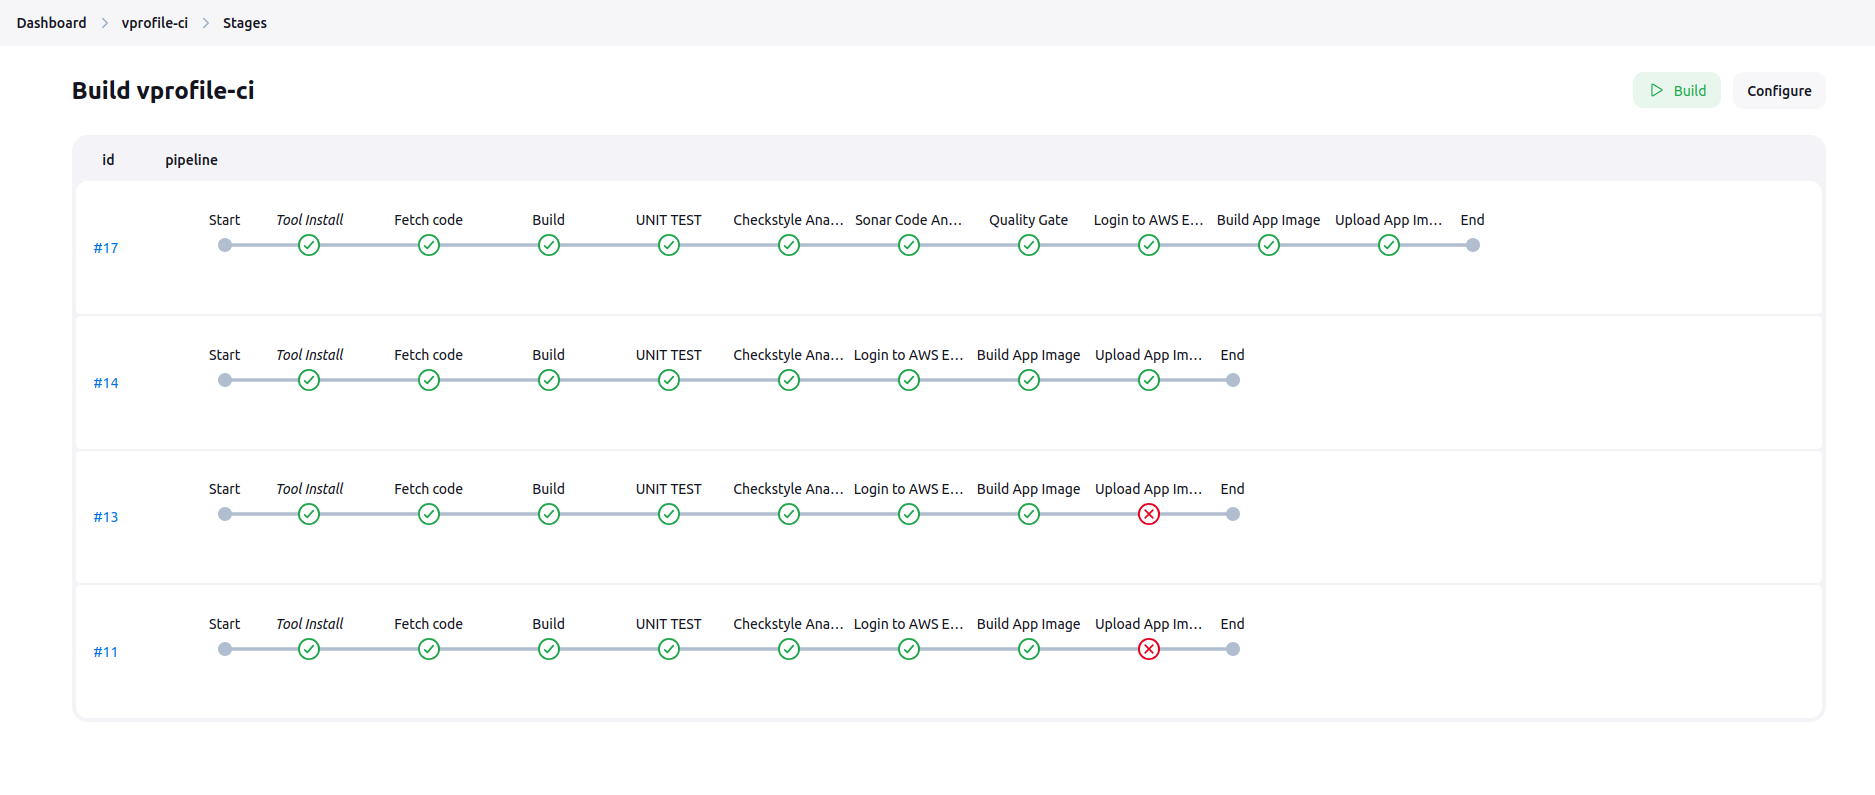 Dashboard vprofile-ci Stages
Build vprofile-ci
Build Configure
id pipeline
Start Tool Install Fetch code Build UNIT TEST Checkstyle Ana... Sonar Code An... Quality Gate Login to AWS E... Build App Image Upload App Im... End
#17
Start Tool Install Fetch code Build UNIT TEST Checkstyle Ana... Login to AWS E... Build App Image Upload App Im... End
#14
Start Tool Install Fetch code Build UNIT TEST Checkstyle Ana... Login to AWS E... Build App Image Upload App Im... End
#13
Start Tool Install Fetch code Build UNIT TEST Checkstyle Ana... Login to AWS E... Build App Image Upload App Im... End
#11